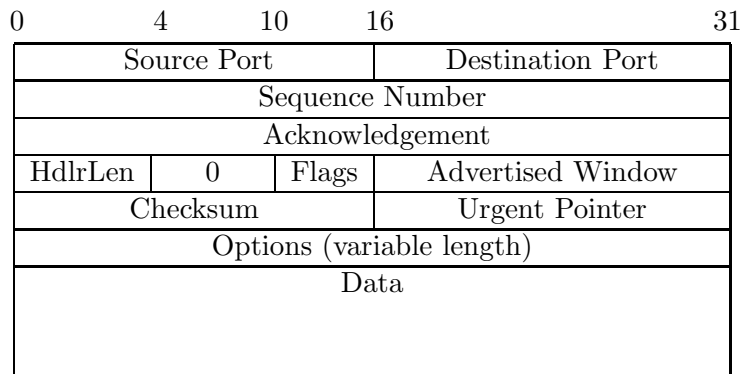 0 4 10 16 31
Source Port Destination Port
Sequence Number
Acknowledgement
HdlrLen 0 Flags Advertised Window
Checksum Urgent Pointer
Options (variable length)
Data